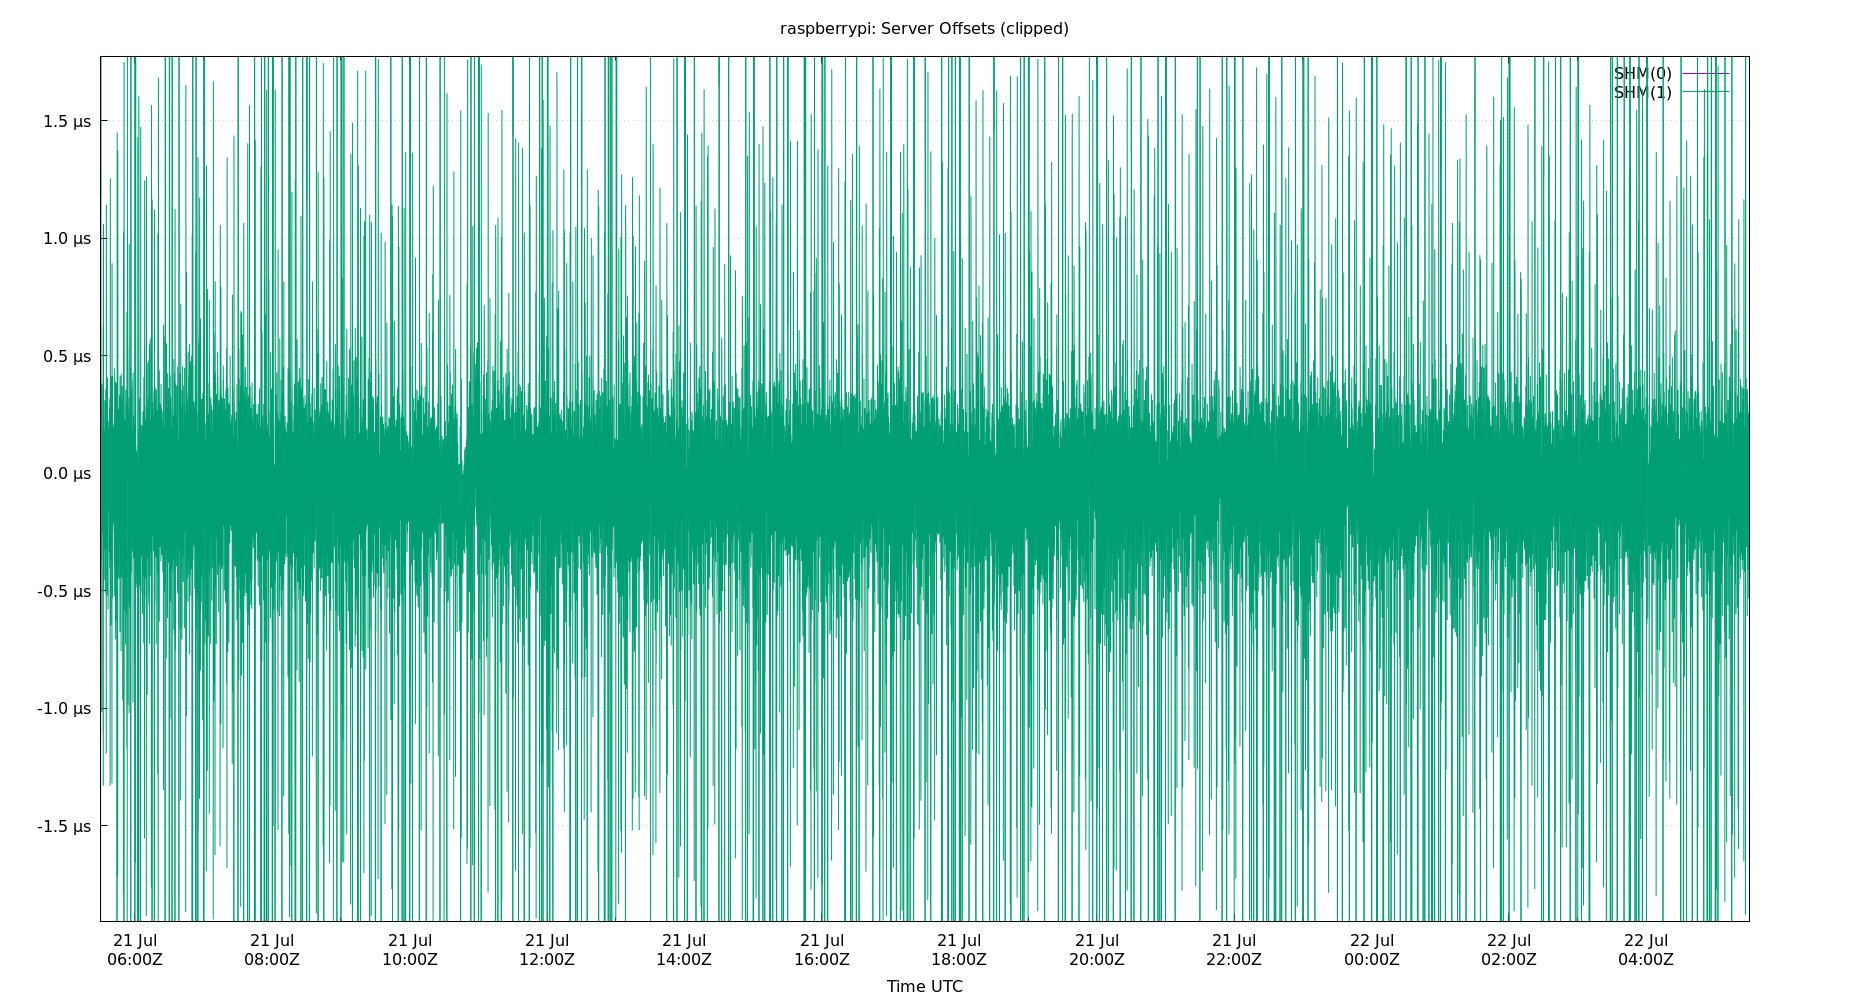 raspberrypi: Server Offsets (clipped)
SHM(0)
SHM(1)
1.5 µs
1.0 µs
0.5 µs
0.0 µs
-0.5 µs
-1.0 µs
-1.5 µs
21 Jul 21 Jul 21 Jul 21 Jul 21 Jul 21 Jul 21 Jul 21 Jul 21 Jul 22 Jul 22 Jul 22 Jul
06:00Z 08:00Z 10:00Z 12:00Z 14:00Z 16:00Z 18:00Z 20:00Z 22:00Z 00:00Z 02:00Z 04:00Z
Time UTC